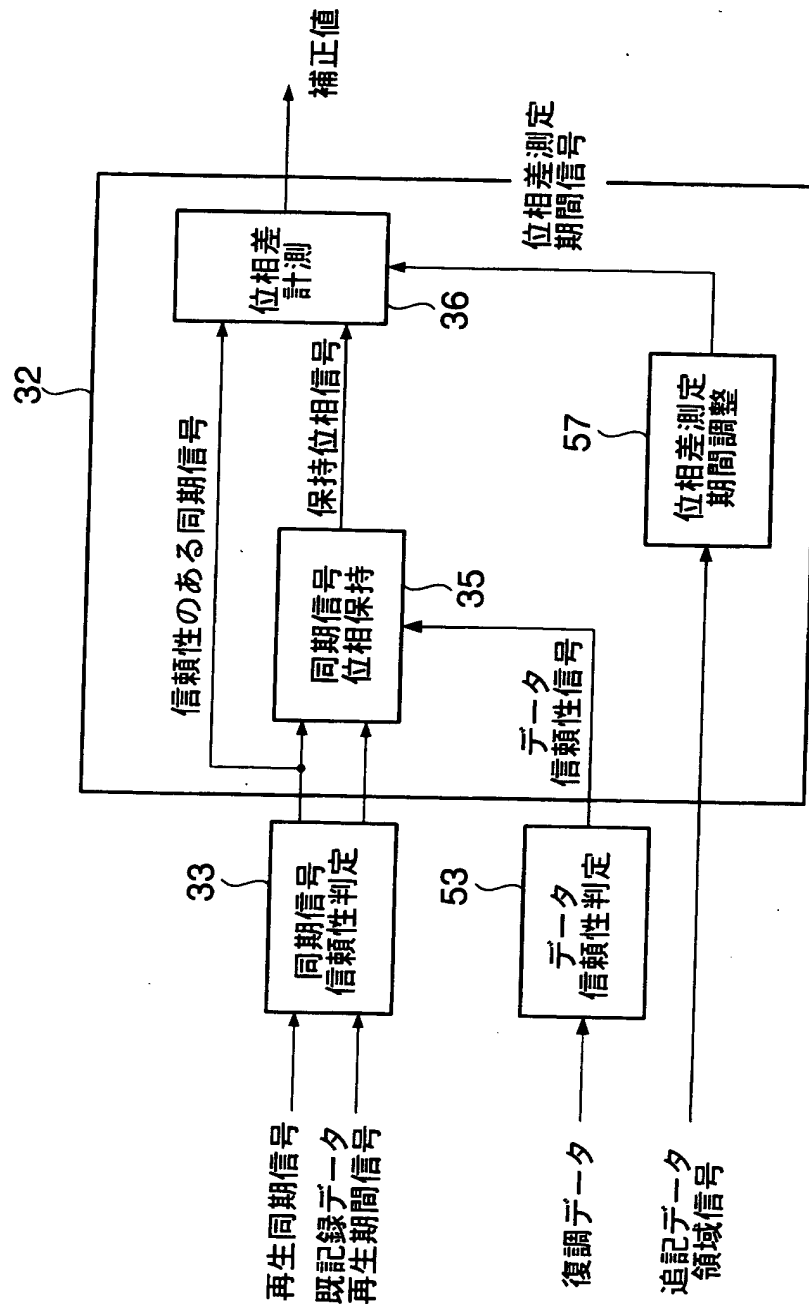 32
再生同期信号
既記録データ
再生期間信号
33
同期信号
信頼性判定
信頼性のある同期信号
同期信号
位相保持
35
保持位相信号
位相差
計測
36
補正値
復調データ
53
データ
信頼性判定
データ
信頼性信号
追記データ
領域信号
57
位相差測定
期間調整
位相差測定
期間信号